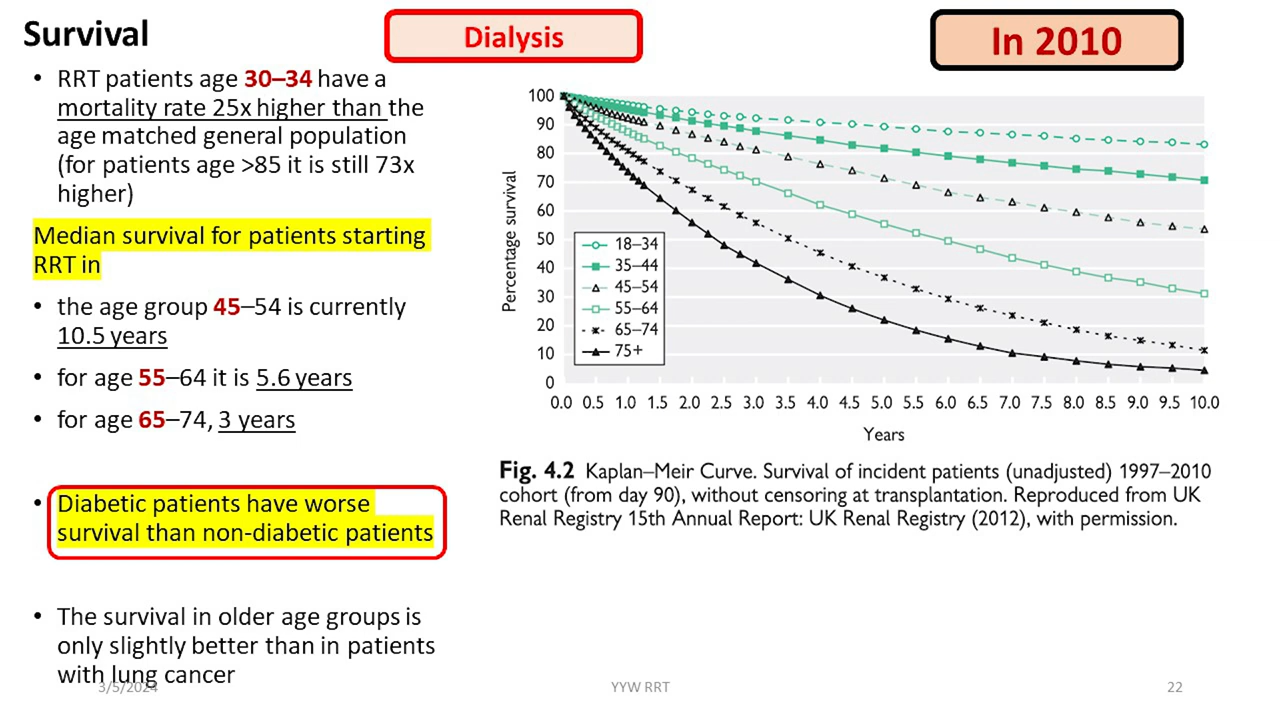 Survival
Dialysis
In 2010
• RRT patients age 30–34 have a
mortality rate 25x higher than the
age matched general population
(for patients age >85 it is still 73x
higher)
Median survival for patients starting
RRT in
• the age group 45–54 is currently
10.5 years
• for age 55–64 it is 5.6 years
• for age 65–74, 3 years
• Diabetic patients have worse
survival than non-diabetic patients
• The survival in older age groups is
only slightly better than in patients
with lung cancer
Percentage survival
100
90
80
70
60
50
40
30
20
10
0
18–34
35–44
45–54
55–64
65–74
75+
0.0 0.5 1.0 1.5 2.0 2.5 3.0 3.5 4.0 4.5 5.0 5.5 6.0 6.5 7.0 7.5 8.0 8.5 9.0 9.5 10.0
Years
Fig. 4.2 Kaplan–Meir Curve. Survival of incident patients (unadjusted) 1997–2010
cohort (from day 90), without censoring at transplantation. Reproduced from UK
Renal Registry 15th Annual Report: UK Renal Registry (2012), with permission.
3/5/2024
YYW RRT
22